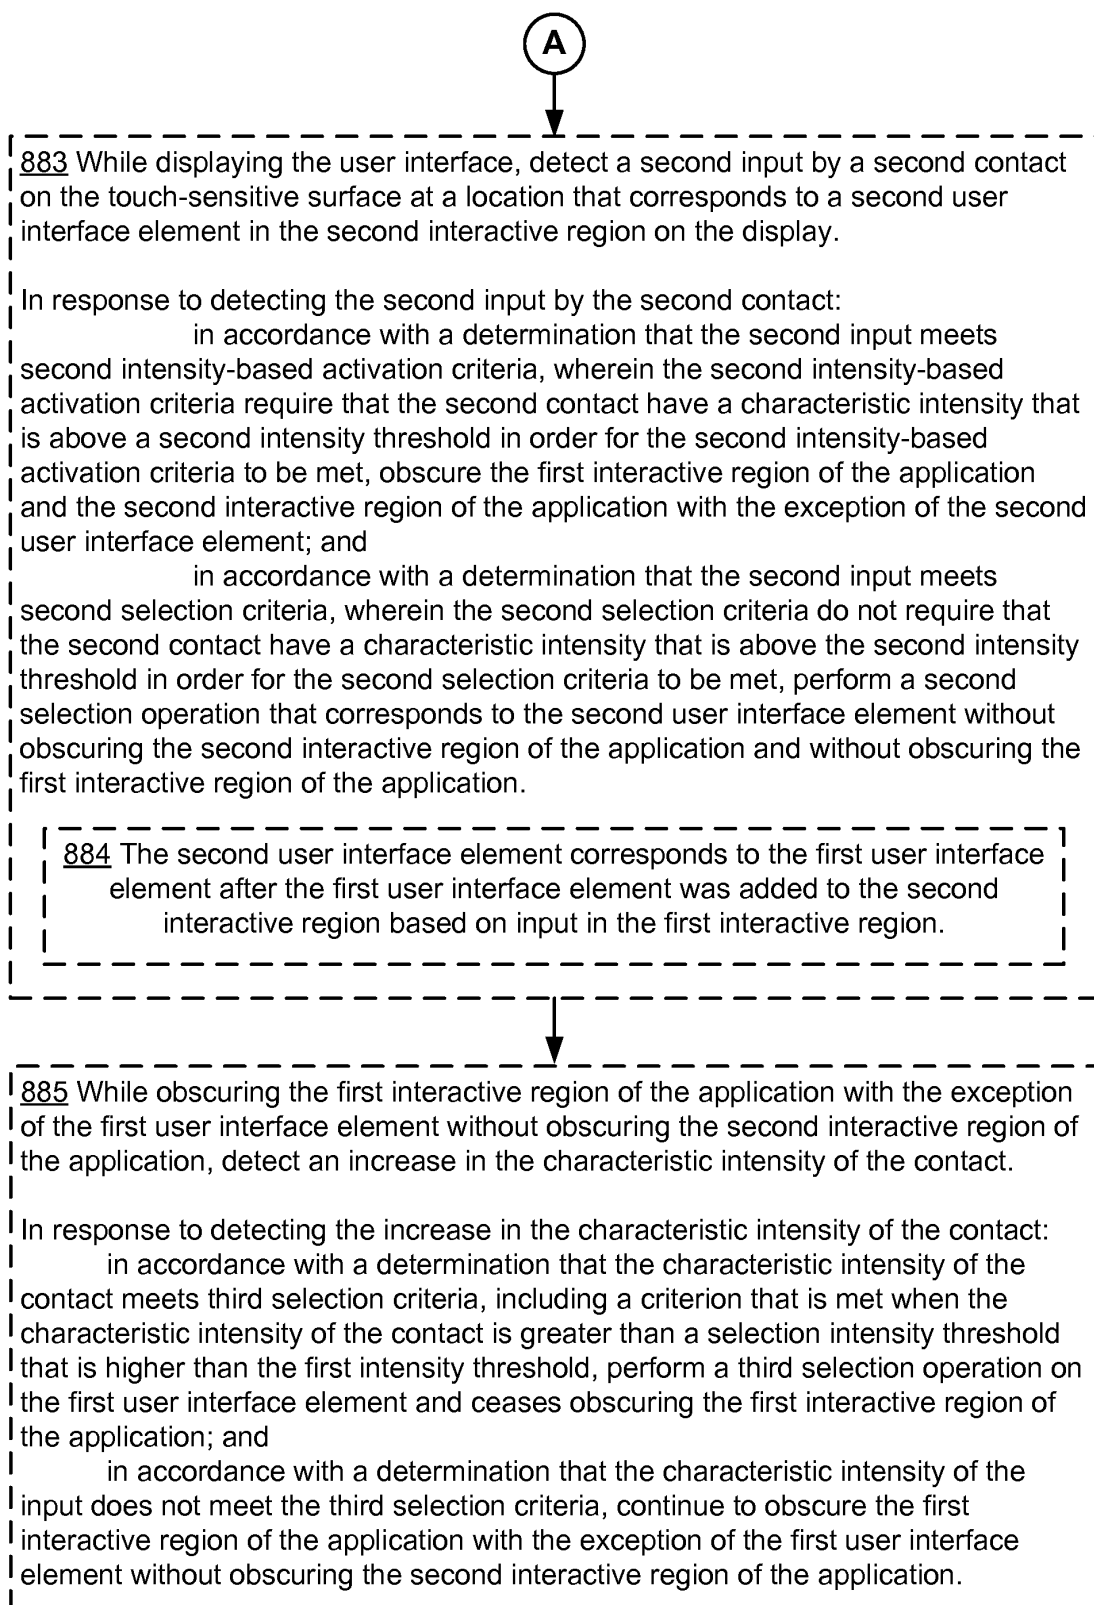 A
883 While displaying the user interface, detect a second input by a second contact
on the touch-sensitive surface at a location that corresponds to a second user
interface element in the second interactive region on the display.
In response to detecting the second input by the second contact:
in accordance with a determination that the second input meets
second intensity-based activation criteria, wherein the second intensity-based
activation criteria require that the second contact have a characteristic intensity that
is above a second intensity threshold in order for the second intensity-based
activation criteria to be met, obscure the first interactive region of the application
and the second interactive region of the application with the exception of the second
user interface element; and
in accordance with a determination that the second input meets
second selection criteria, wherein the second selection criteria do not require that
the second contact have a characteristic intensity that is above the second intensity
threshold in order for the second selection criteria to be met, perform a second
selection operation that corresponds to the second user interface element without
obscuring the second interactive region of the application and without obscuring the
first interactive region of the application.
884 The second user interface element corresponds to the first user interface
element after the first user interface element was added to the second
interactive region based on input in the first interactive region.
885 While obscuring the first interactive region of the application with the exception
of the first user interface element without obscuring the second interactive region of
the application, detect an increase in the characteristic intensity of the contact.
In response to detecting the increase in the characteristic intensity of the contact:
in accordance with a determination that the characteristic intensity of the
contact meets third selection criteria, including a criterion that is met when the
characteristic intensity of the contact is greater than a selection intensity threshold
that is higher than the first intensity threshold, perform a third selection operation on
the first user interface element and ceases obscuring the first interactive region of
the application; and
in accordance with a determination that the characteristic intensity of the
input does not meet the third selection criteria, continue to obscure the first
interactive region of the application with the exception of the first user interface
element without obscuring the second interactive region of the application.